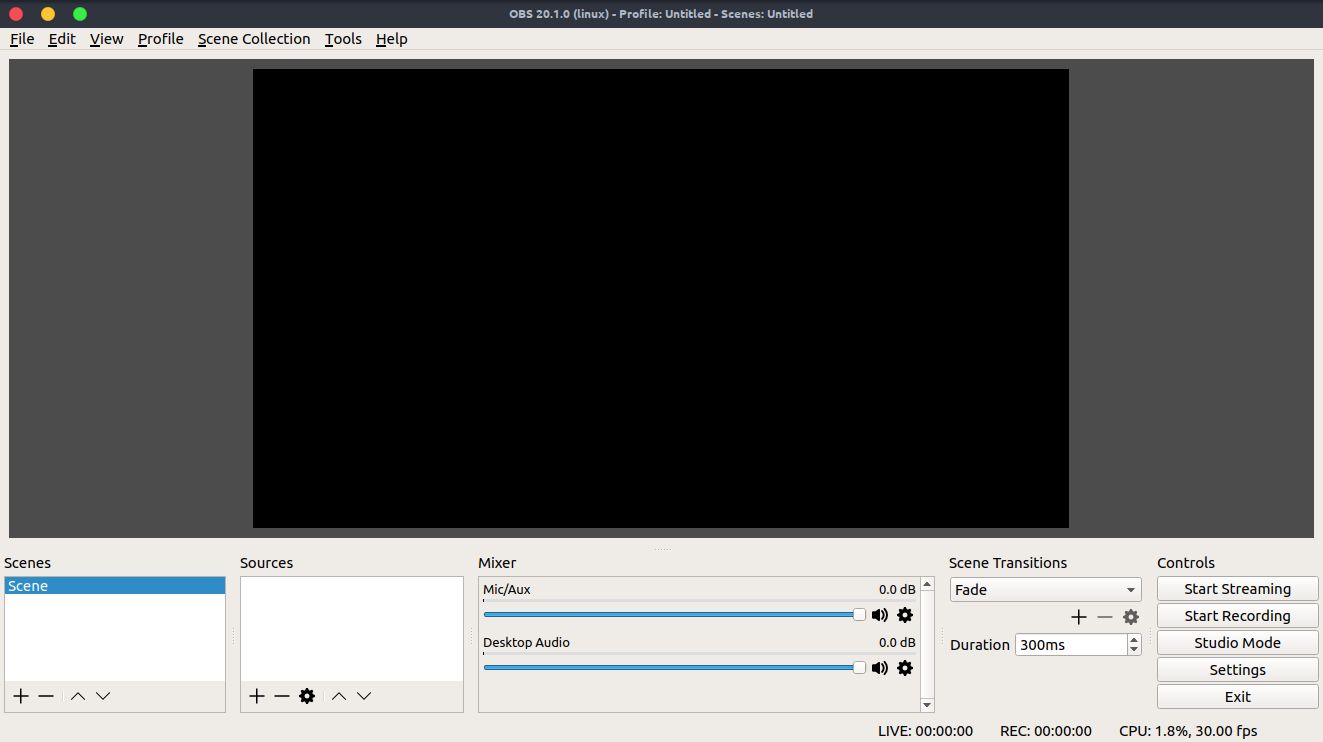 OBS 20.1.0 (linux) - Profile: Untitled - Scenes: Untitled
File Edit View Profile Scene Collection Tools Help
Scenes
Scene
Sources
Mixer
Mic/Aux 0.0 dB
Desktop Audio 0.0 dB
Scene Transitions
Fade
Duration 300ms
Controls
Start Streaming
Start Recording
Studio Mode
Settings
Exit
LIVE: 00:00:00 REC: 00:00:00 CPU: 1.8%, 30.00 fps